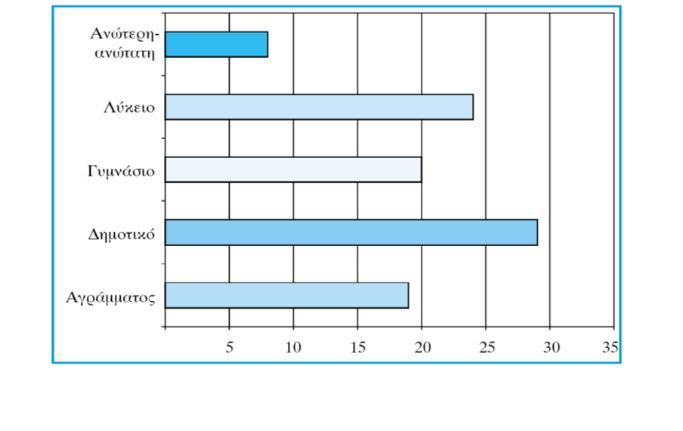 Ανώτερη-
ανώτατη
Λύκειο
Γυμνάσιο
Δημοτικό
Αγράμματος
5 10 15 20 25 30 35